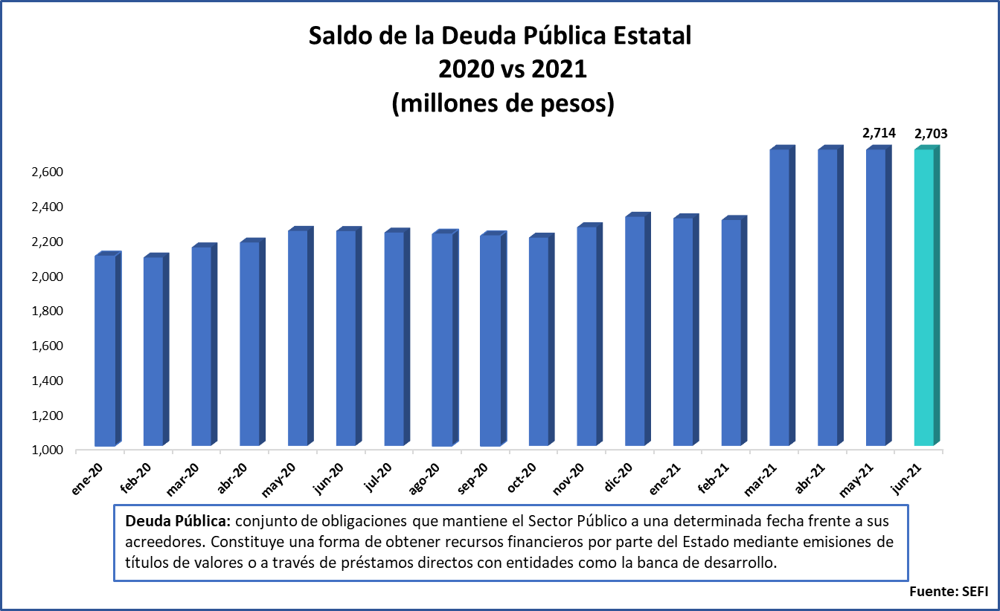 Saldo de la Deuda Pública Estatal
2020 vs 2021
(millones de pesos)
2,714
2,703
2,600
2,400
2,200
2,000
1,800
1,600
1,400
1,200
1,000
ene-20
feb-20
mar-20
abr-20
may-20
jun-20
jul-20
ago-20
sep-20
oct-20
nov-20
dic-20
ene-21
feb-21
mar-21
abr-21
may-21
jun-21
Deuda Pública: conjunto de obligaciones que mantiene el Sector Público a una determinada fecha frente a sus
acreedores. Constituye una forma de obtener recursos financieros por parte del Estado mediante emisiones de
títulos de valores o a través de préstamos directos con entidades como la banca de desarrollo.
Fuente: SEFI